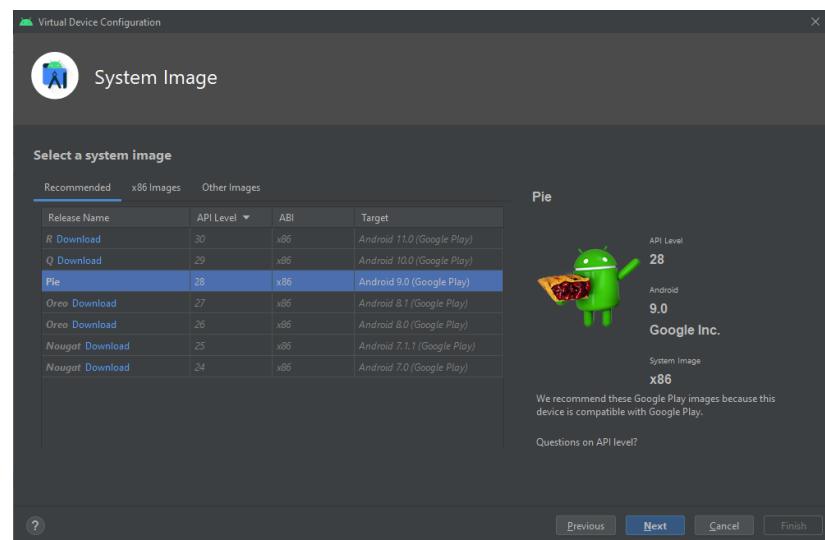 Virtual Device Configuration
System Image
Select a system image
Recommended x86 Images Other Images
Release Name API Level ABI Target
R Download 30 x86 Android 11.0 (Google Play)
Q Download 29 x86 Android 10.0 (Google Play)
Pie 28 x86 Android 9.0 (Google Play)
Oreo Download 27 x86 Android 8.1 (Google Play)
Oreo Download 26 x86 Android 8.0 (Google Play)
Nougat Download 25 x86 Android 7.1.1 (Google Play)
Nougat Download 24 x86 Android 7.0 (Google Play)
Pie
API Level
28
Android
9.0
Google Inc.
System Image
x86
We recommend these Google Play images because this
device is compatible with Google Play.
Questions on API level?
? Previous Next Cancel Finish